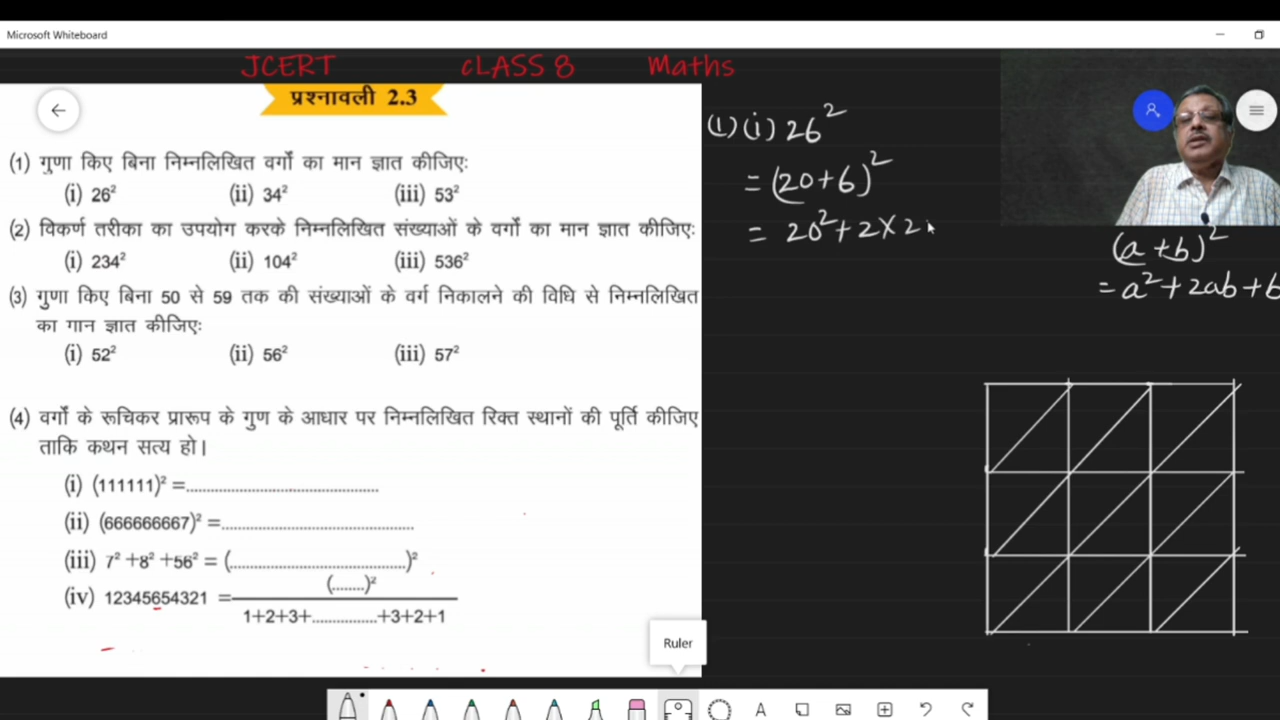 Microsoft Whiteboard
JCERT cLASS 8 Maths
प्रश्नावली 2.3
(1) गुणा किए बिना निम्नलिखित वर्गों का मान ज्ञात कीजिएः
(i) 26² (ii) 34² (iii) 53²
(2) विकर्ण तरीका का उपयोग करके निम्नलिखित संख्याओं के वर्गों का मान ज्ञात कीजिएः
(i) 234² (ii) 104² (iii) 536²
(3) गुणा किए बिना 50 से 59 तक की संख्याओं के वर्ग निकालने की विधि से निम्नलिखित
का गान ज्ञात कीजिएः
(i) 52² (ii) 56² (iii) 57²
(4) वर्गों के रूचिकर प्रारूप के गुण के आधार पर निम्नलिखित रिक्त स्थानों की पूर्ति कीजिए
ताकि कथन सत्य हो।
(i) (111111)² =..............................................
(ii) (666666667)² =..............................................
(iii) 7² +8² +56² = (..........................................)²
(iv) 12345654321 = (........)²
1+2+3+................+3+2+1
(1) (i) 26²
= (20+6)²
= 20²+2×2
(a+b)²
= a²+2ab+b
Ruler
A